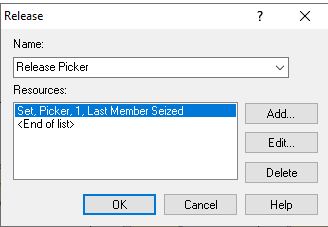 Release
?
Name:
Release Picker
Resources:
Set, Picker, 1, Last Member Seized
<End of list>
Add...
Edit...
Delete
OK
Cancel
Help